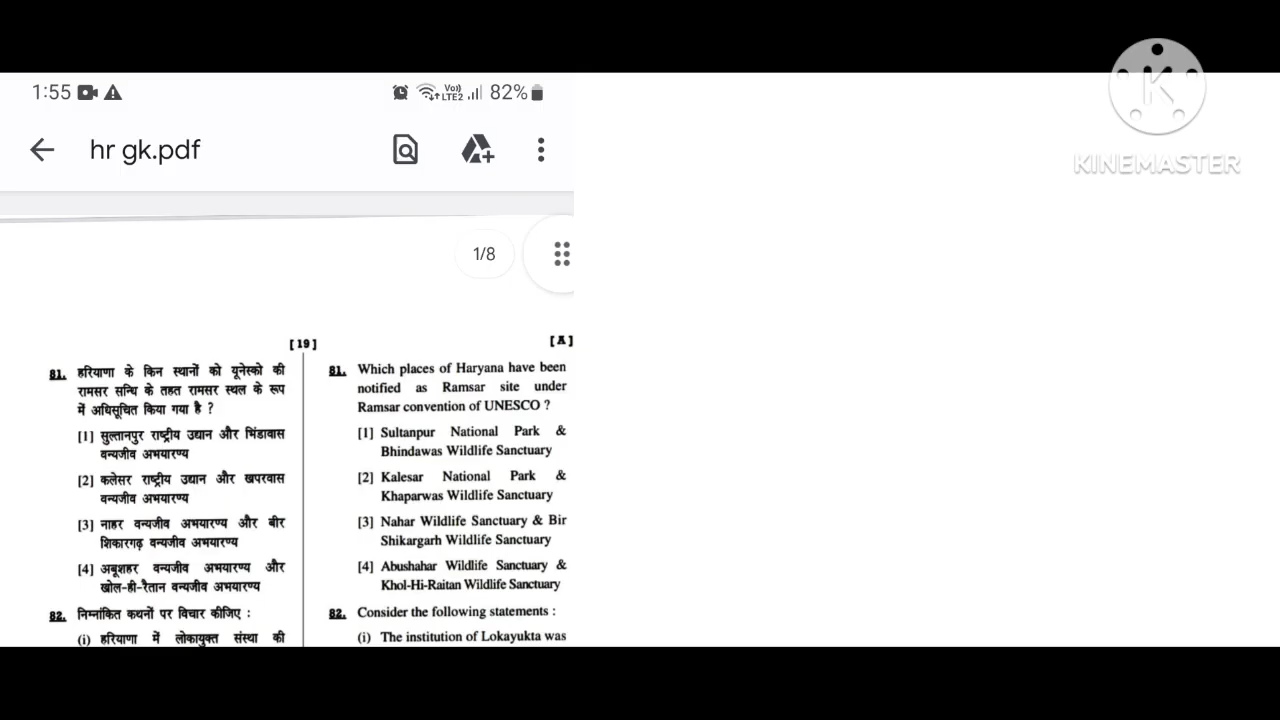 1:55 Vo) LTE2 82%
KINEMASTER
hr gk.pdf
1/8
[19]
[A]
81. हरियाणा के किन स्थानों को यूनेस्को की
रामसर सन्धि के तहत रामसर स्थल के रूप
में अधिसूचित किया गया है ?
[1] सुल्तानपुर राष्ट्रीय उद्यान और भिंडावास
वन्यजीव अभयारण्य
[2] कलेसर राष्ट्रीय उद्यान और खपरवास
वन्यजीव अभयारण्य
[3] नाहर वन्यजीव अभयारण्य और बीर
शिकारगढ़ वन्यजीव अभयारण्य
[4] अबूशहर वन्यजीव अभयारण्य और
खोल-ही-रैतान वन्यजीव अभयारण्य
82. निम्नांकित कथनों पर विचार कीजिए :
(i) हरियाणा में लोकायुक्त संस्था की
81. Which places of Haryana have been
notified as Ramsar site under
Ramsar convention of UNESCO ?
[1] Sultanpur National Park &
Bhindawas Wildlife Sanctuary
[2] Kalesar National Park &
Khaparwas Wildlife Sanctuary
[3] Nahar Wildlife Sanctuary & Bir
Shikargarh Wildlife Sanctuary
[4] Abushahar Wildlife Sanctuary &
Khol-Hi-Raitan Wildlife Sanctuary
82. Consider the following statements :
(i) The institution of Lokayukta was